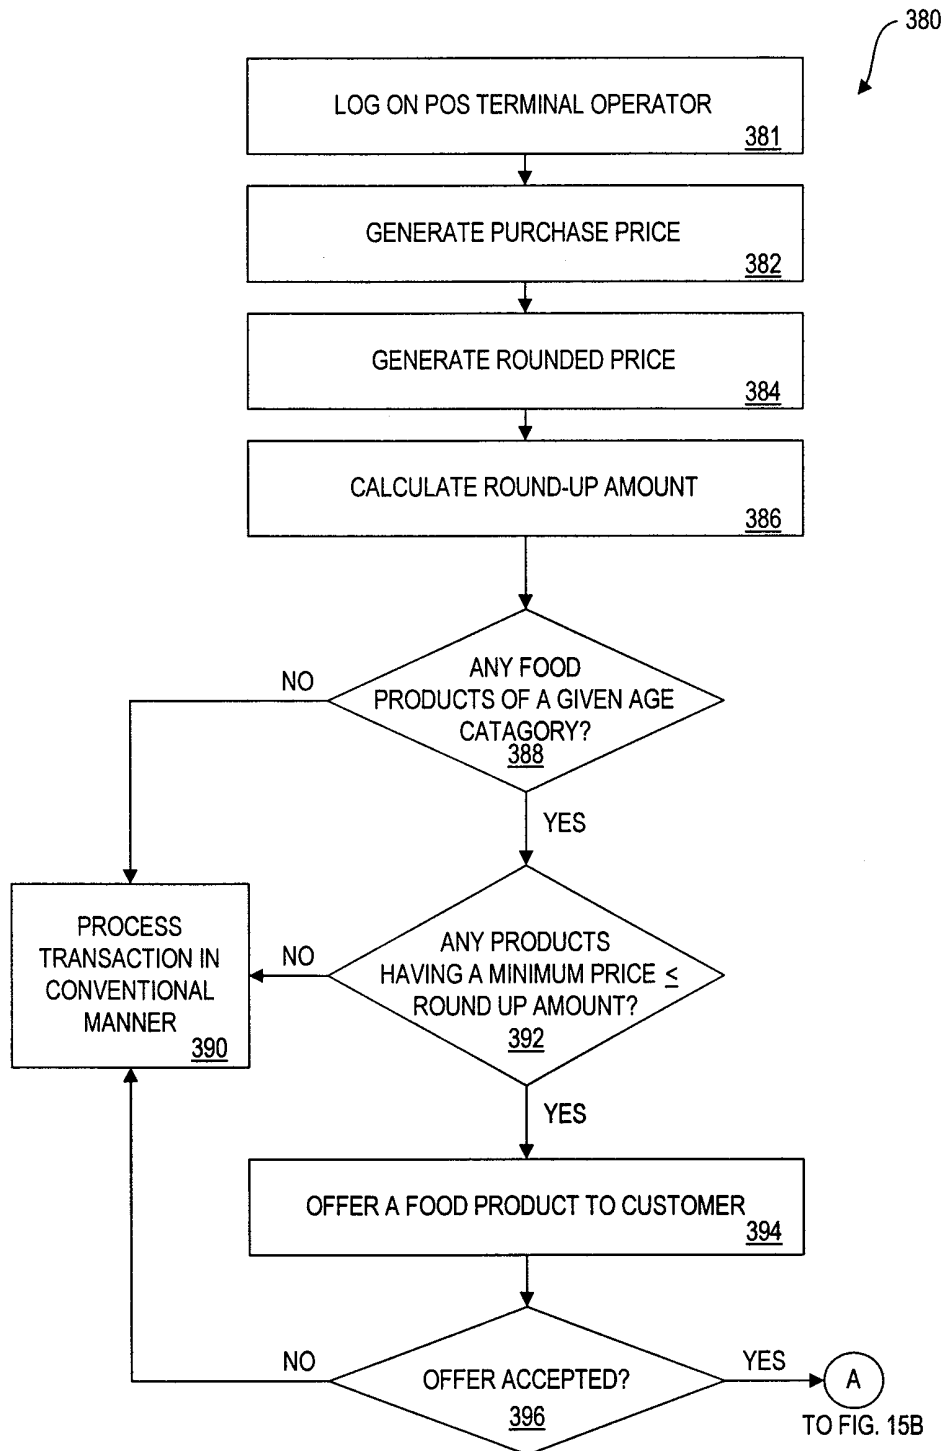 380
LOG ON POS TERMINAL OPERATOR
381
GENERATE PURCHASE PRICE
382
GENERATE ROUNDED PRICE
384
CALCULATE ROUND-UP AMOUNT
386
ANY FOOD
PRODUCTS OF A GIVEN AGE
CATAGORY?
388
NO
YES
PROCESS
TRANSACTION IN
CONVENTIONAL
MANNER
390
NO
ANY PRODUCTS
HAVING A MINIMUM PRICE ≤
ROUND UP AMOUNT?
392
YES
OFFER A FOOD PRODUCT TO CUSTOMER
394
NO
OFFER ACCEPTED?
396
YES
A
TO FIG. 15B